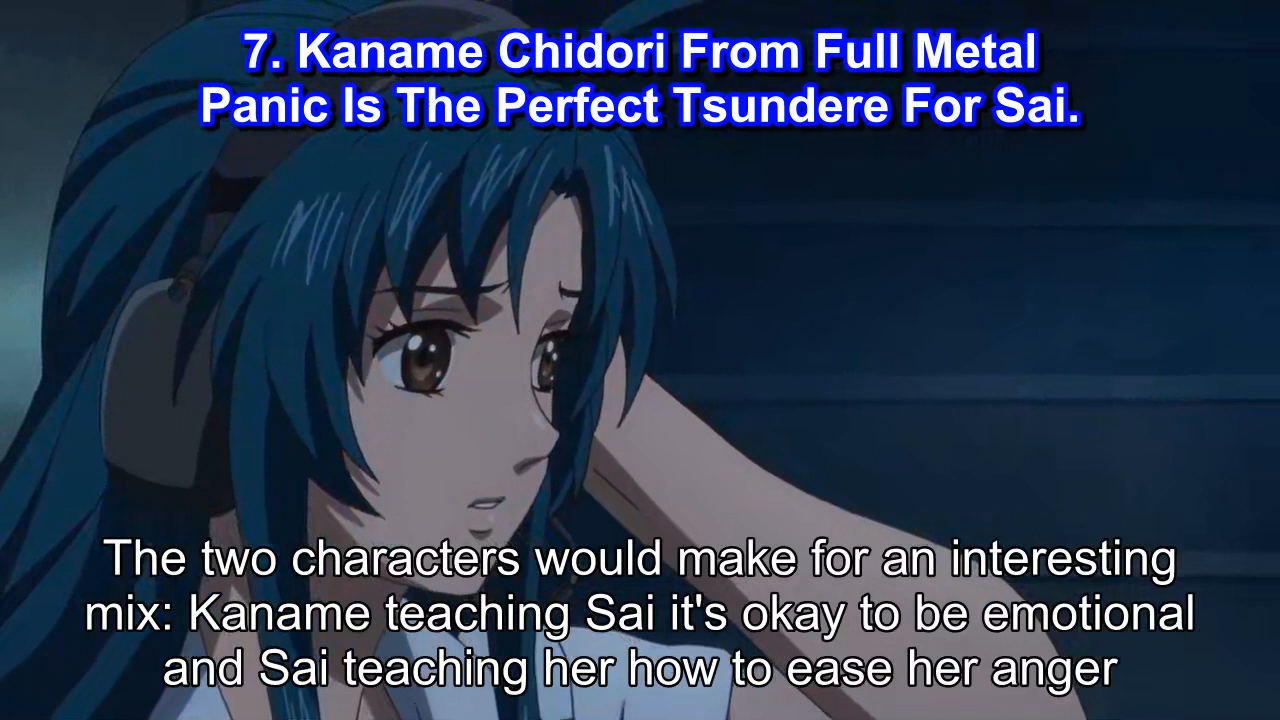 7. Kaname Chidori From Full Metal
Panic Is The Perfect Tsundere For Sai.
The two characters would make for an interesting
mix: Kaname teaching Sai it's okay to be emotional
and Sai teaching her how to ease her anger